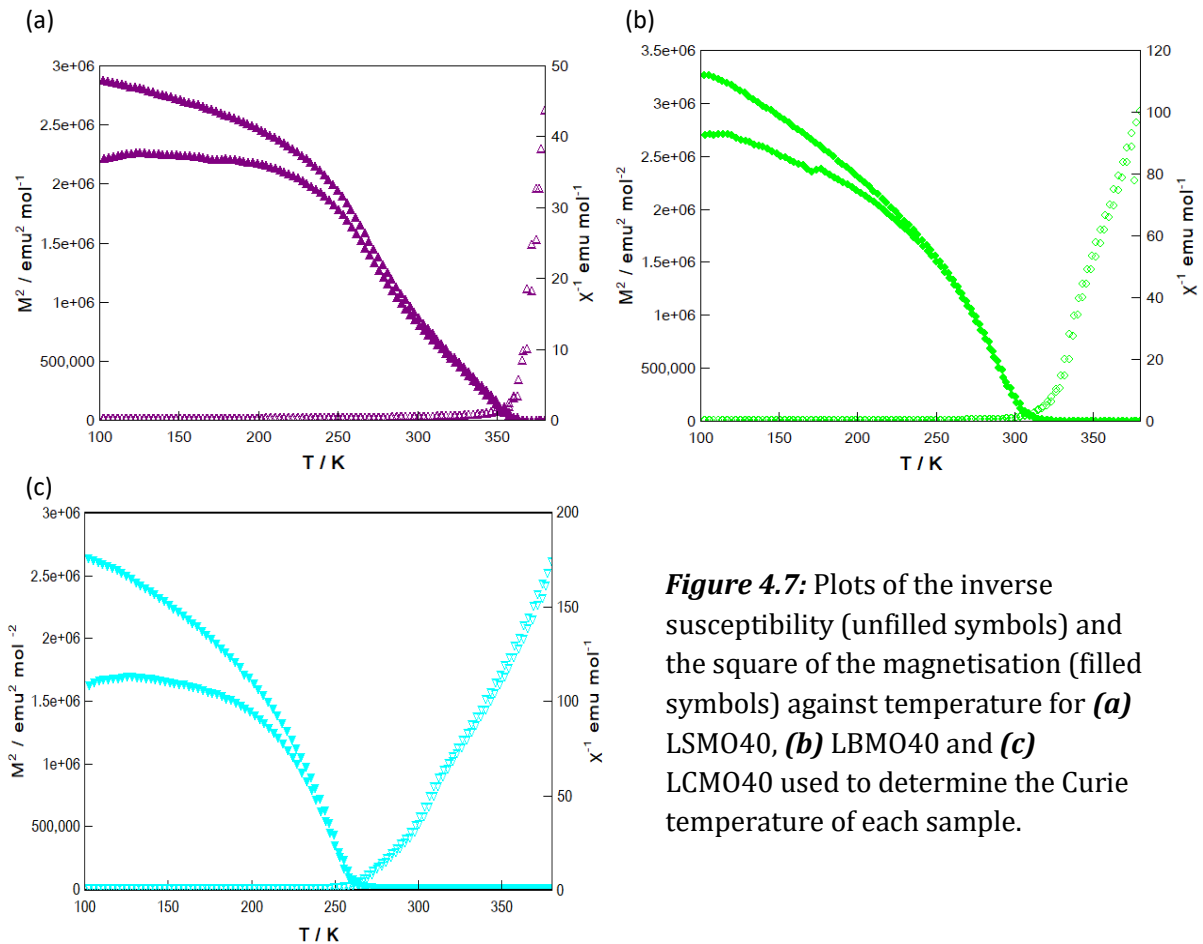 (a)
3e+06
2.5e+06
2e+06
1.5e+06
1e+06
500,000
0
M² / emu² mol⁻¹
50
40
30
20
10
0
χ⁻¹ emu mol⁻¹
100 150 200 250 300 350
T / K
(b)
3.5e+06
3e+06
2.5e+06
2e+06
1.5e+06
1e+06
500,000
0
M² / emu² mol⁻²
120
100
80
60
40
20
0
χ⁻¹ emu mol⁻¹
100 150 200 250 300 350
T / K
(c)
3e+06
2.5e+06
2e+06
1.5e+06
1e+06
500,000
0
M² / emu² mol ⁻²
200
150
100
50
0
χ⁻¹ emu mol⁻¹
100 150 200 250 300 350
T / K
Figure 4.7: Plots of the inverse
susceptibility (unfilled symbols) and
the square of the magnetisation (filled
symbols) against temperature for (a)
LSMO40, (b) LBMO40 and (c)
LCMO40 used to determine the Curie
temperature of each sample.